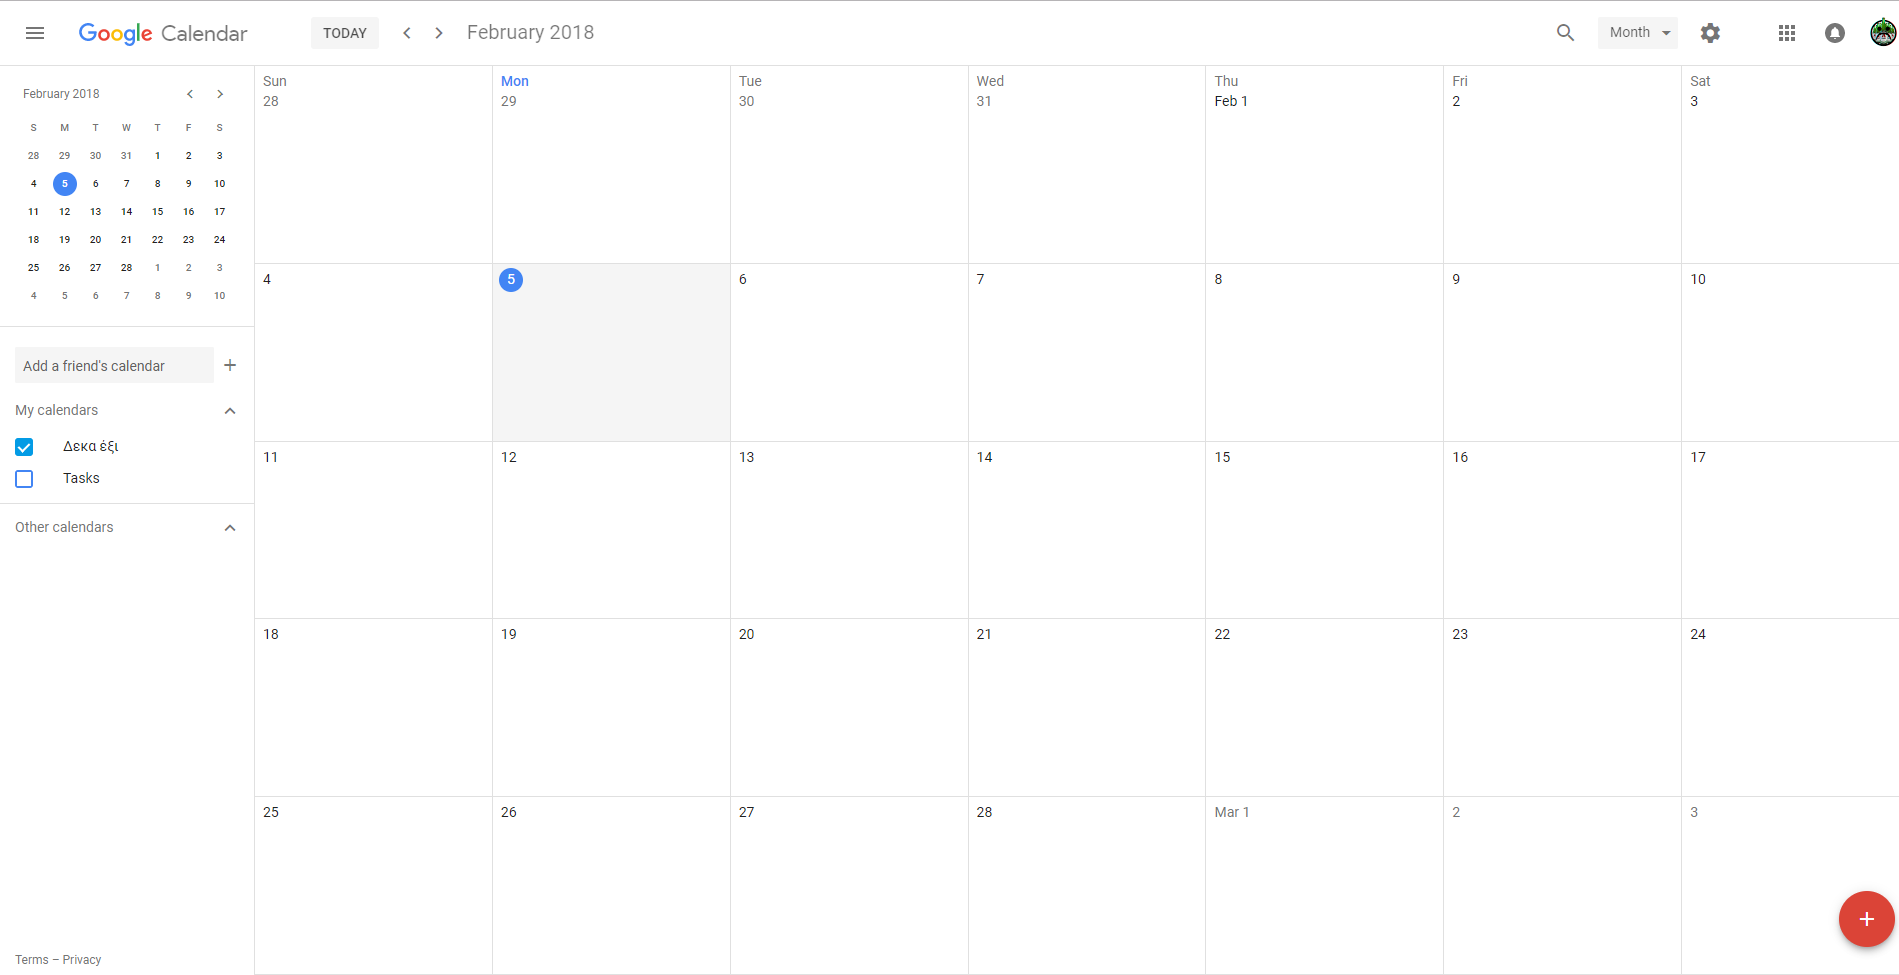 Google Calendar
TODAY
February 2018
Month
February 2018
S M T W T F S
28 29 30 31 1 2 3
4 5 6 7 8 9 10
11 12 13 14 15 16 17
18 19 20 21 22 23 24
25 26 27 28 1 2 3
4 5 6 7 8 9 10
Add a friend's calendar
My calendars
Δεκα έξι
Tasks
Other calendars
Terms – Privacy
Sun Mon Tue Wed Thu Fri Sat
28 29 30 31 Feb 1 2 3
4 5 6 7 8 9 10
11 12 13 14 15 16 17
18 19 20 21 22 23 24
25 26 27 28 Mar 1 2 3